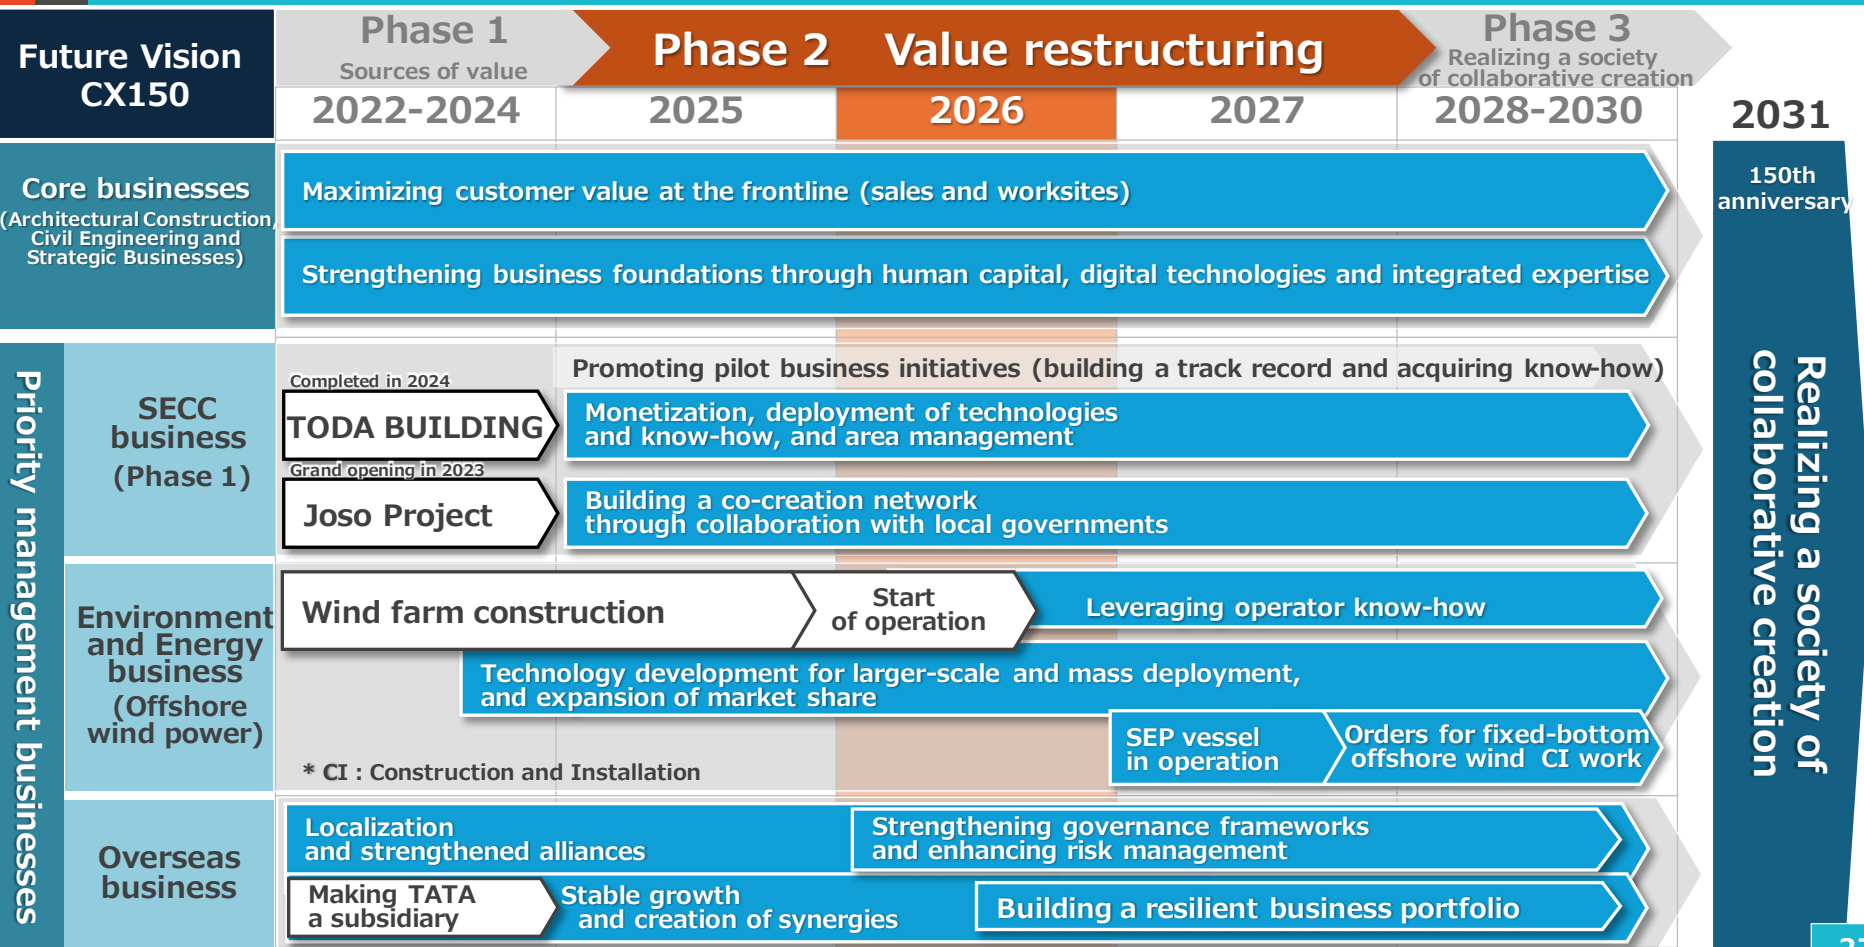 Future Vision
CX150
Phase 1
Sources of value
Phase 2 Value restructuring
Phase 3
Realizing a society
of collaborative creation
2022-2024
2025
2026
2027
2028-2030
2031
Core businesses
(Architectural Construction,
Civil Engineering and
Strategic Businesses)
Maximizing customer value at the frontline (sales and worksites)
Strengthening business foundations through human capital, digital technologies and integrated expertise
150th
anniversary
Realizing a society of
collaborative creation
Priority management businesses
SECC
business
(Phase 1)
Promoting pilot business initiatives (building a track record and acquiring know-how)
Completed in 2024
TODA BUILDING
Monetization, deployment of technologies
and know-how, and area management
Grand opening in 2023
Joso Project
Building a co-creation network
through collaboration with local governments
Environment
and Energy
business
(Offshore
wind power)
Wind farm construction
Start
of operation
Leveraging operator know-how
Technology development for larger-scale and mass deployment,
and expansion of market share
SEP vessel
in operation
Orders for fixed-bottom
offshore wind CI work
* CI : Construction and Installation
Overseas
business
Localization
and strengthened alliances
Strengthening governance frameworks
and enhancing risk management
Making TATA
a subsidiary
Stable growth
and creation of synergies
Building a resilient business portfolio